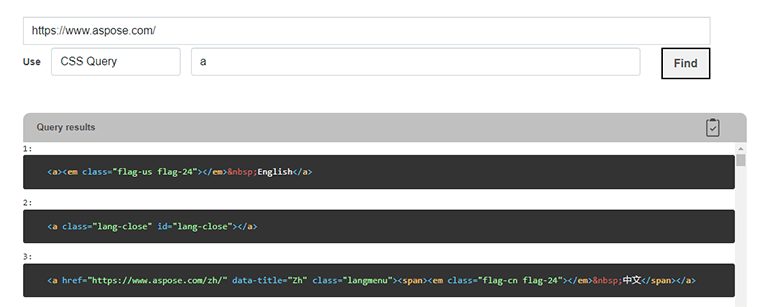 https://www.aspose.com/
Use CSS Query a Find
Query results
1:
<a><em class="flag-us flag-24"></em>&nbsp;English</a>
2:
<a class="lang-close" id="lang-close"></a>
3:
<a href="https://www.aspose.com/zh/" data-title="Zh" class="langmenu"><span><em class="flag-cn flag-24"></em>&nbsp;中文</span></a>